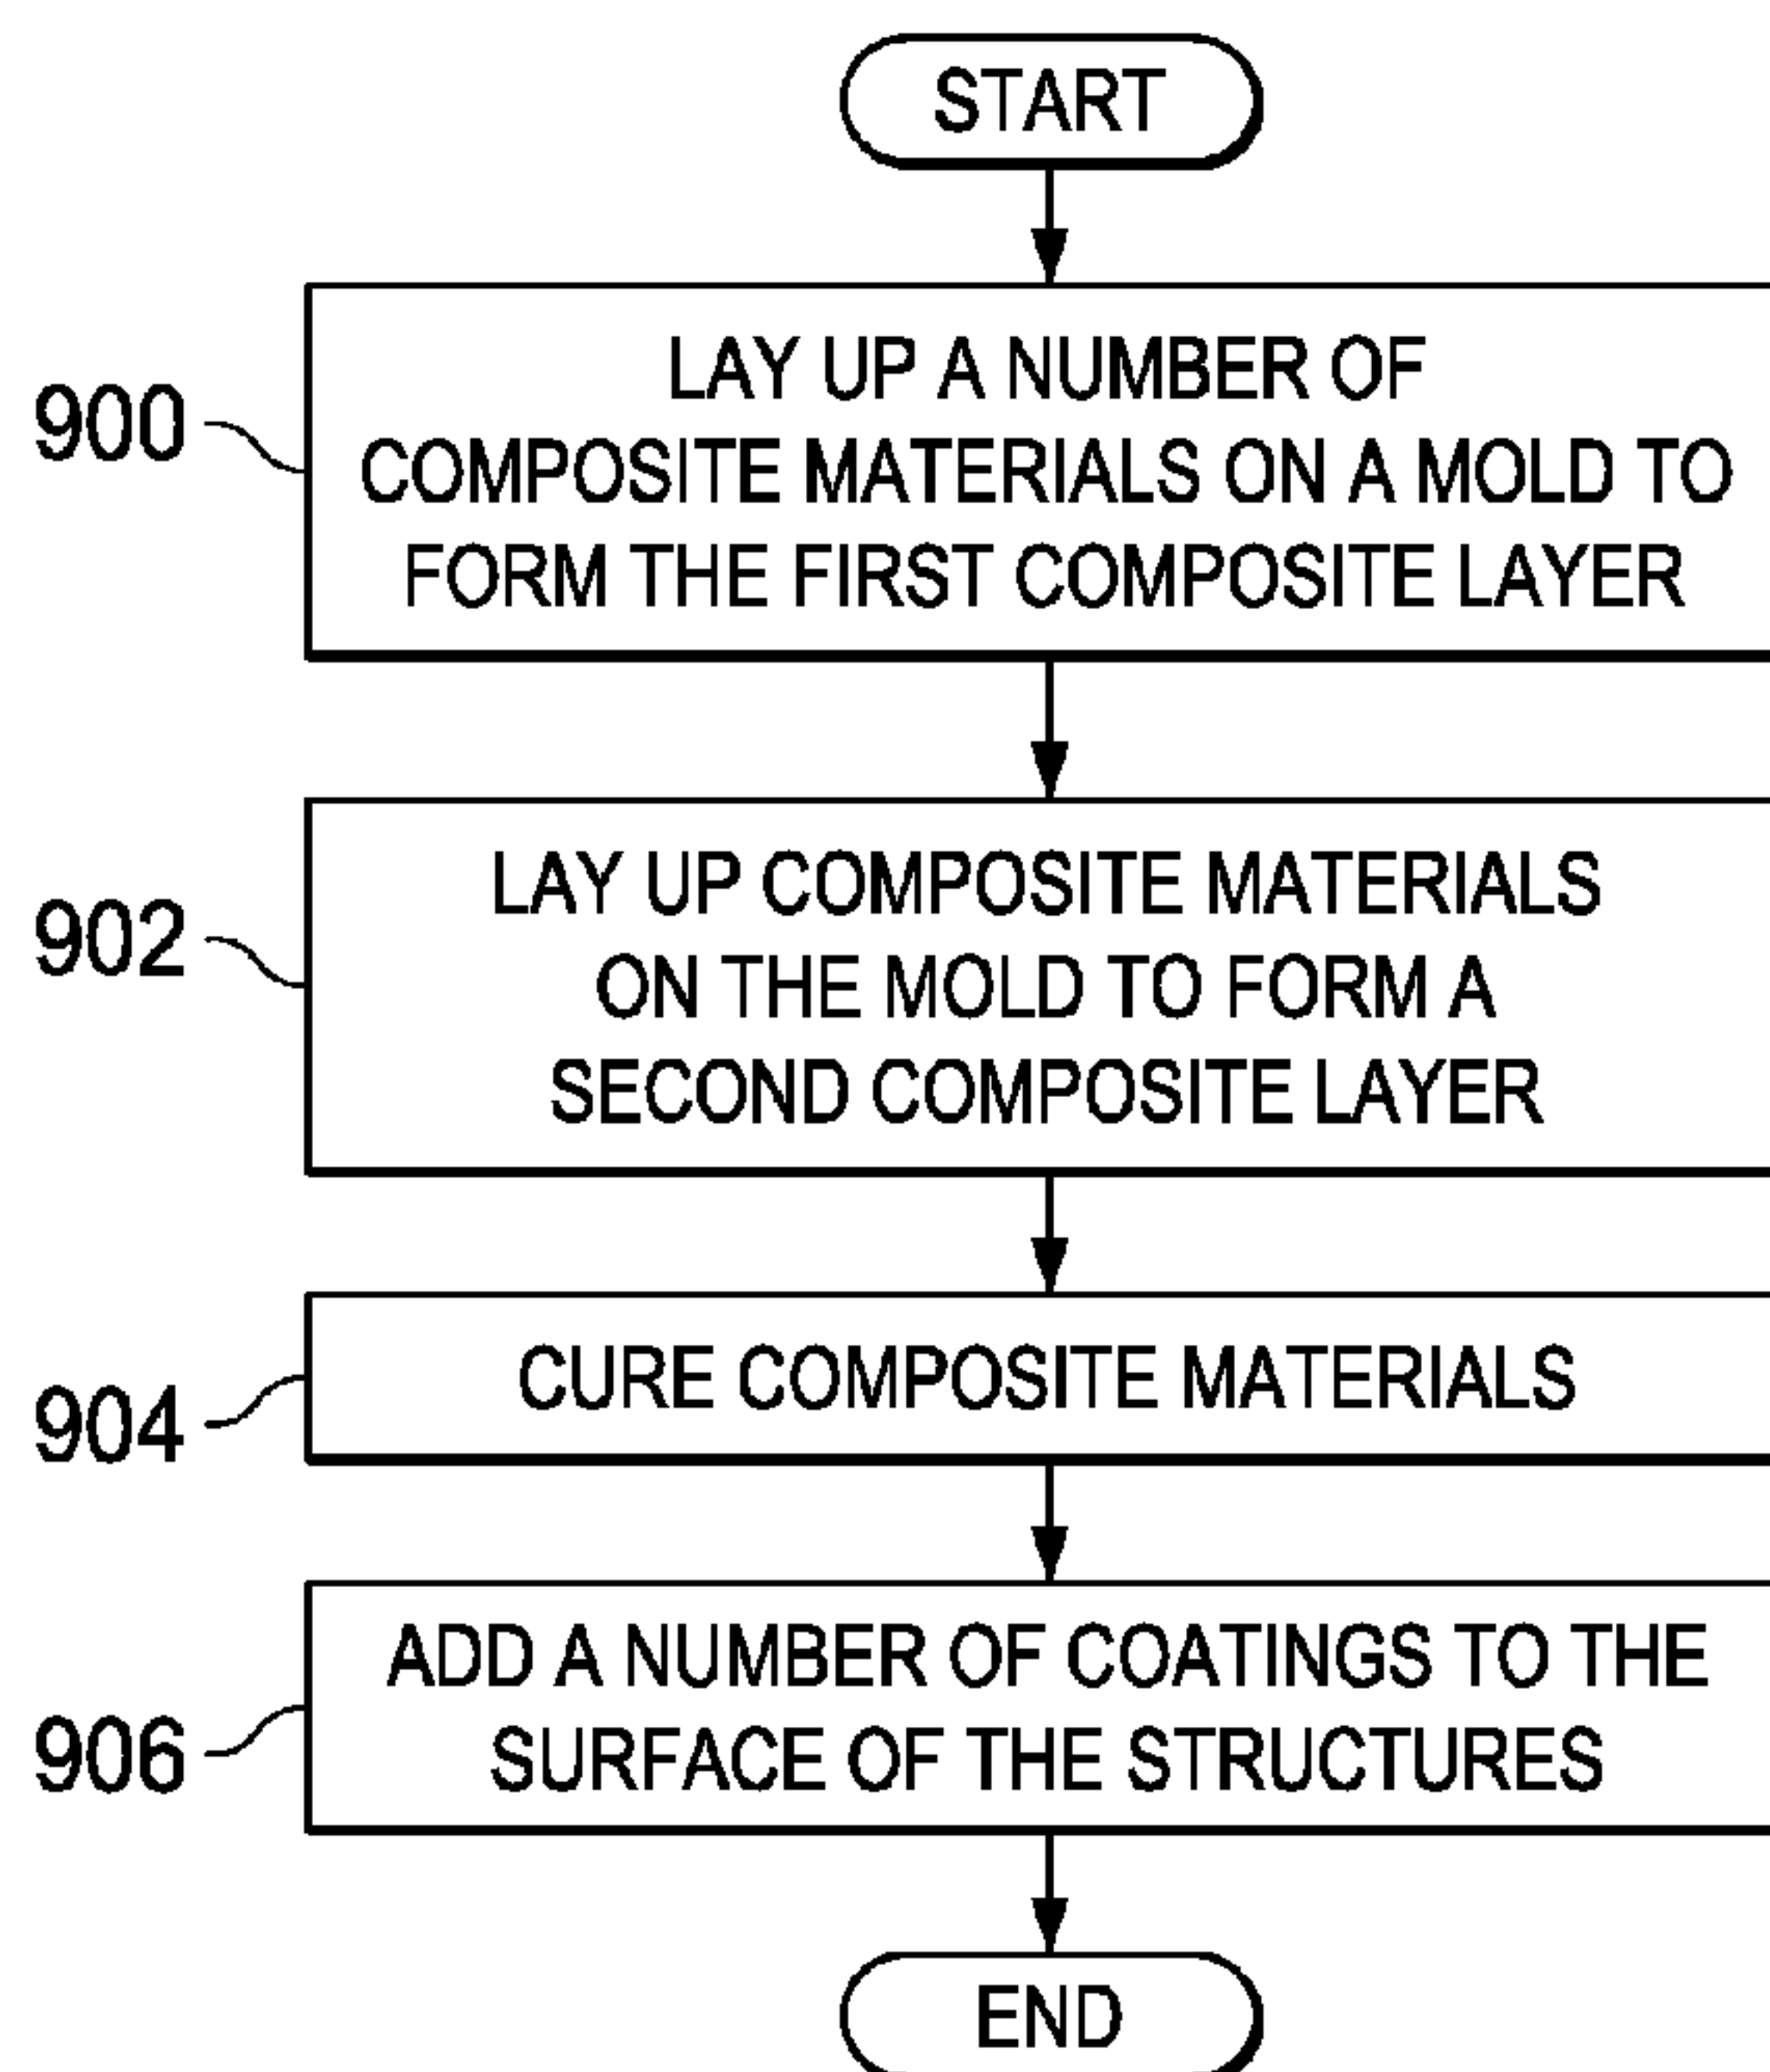 START
900
LAY UP A NUMBER OF
COMPOSITE MATERIALS ON A MOLD TO
FORM THE FIRST COMPOSITE LAYER
902
LAY UP COMPOSITE MATERIALS
ON THE MOLD TO FORM A
SECOND COMPOSITE LAYER
904
CURE COMPOSITE MATERIALS
906
ADD A NUMBER OF COATINGS TO THE
SURFACE OF THE STRUCTURES
END